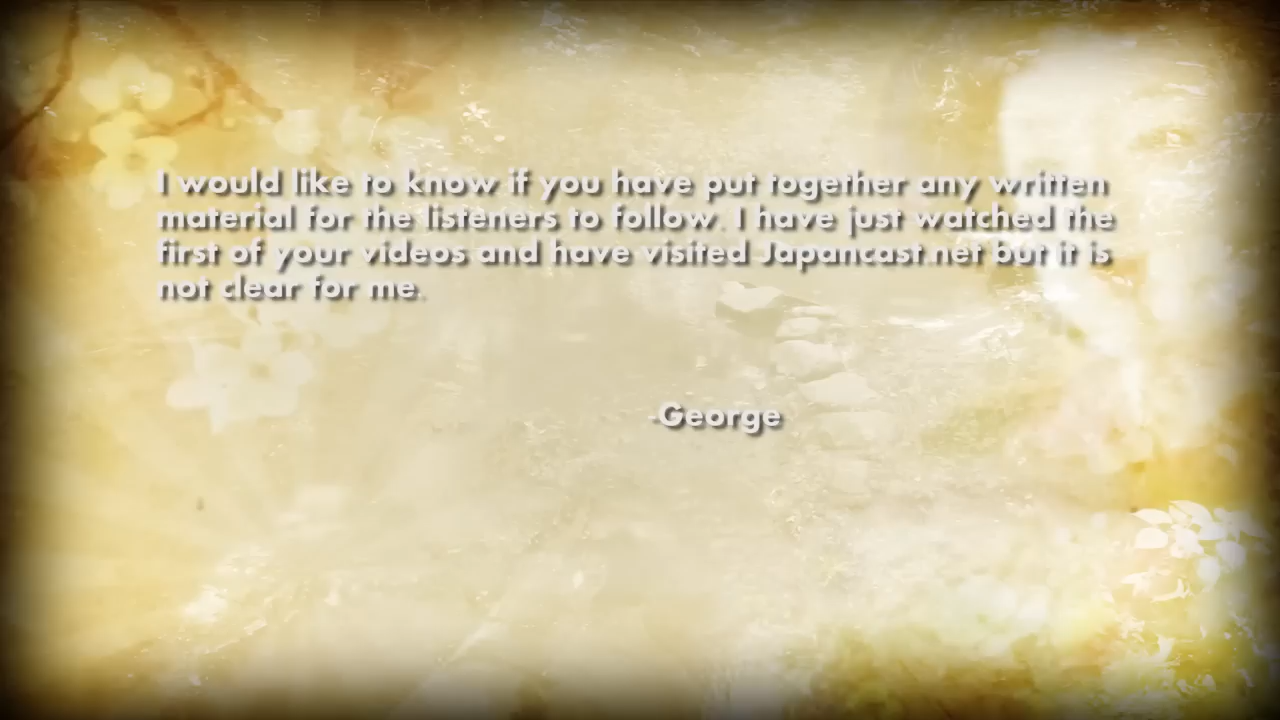 I would like to know if you have put together any written
material for the listeners to follow. I have just watched the
first of your videos and have visited Japancast.net but it is
not clear for me.
-George